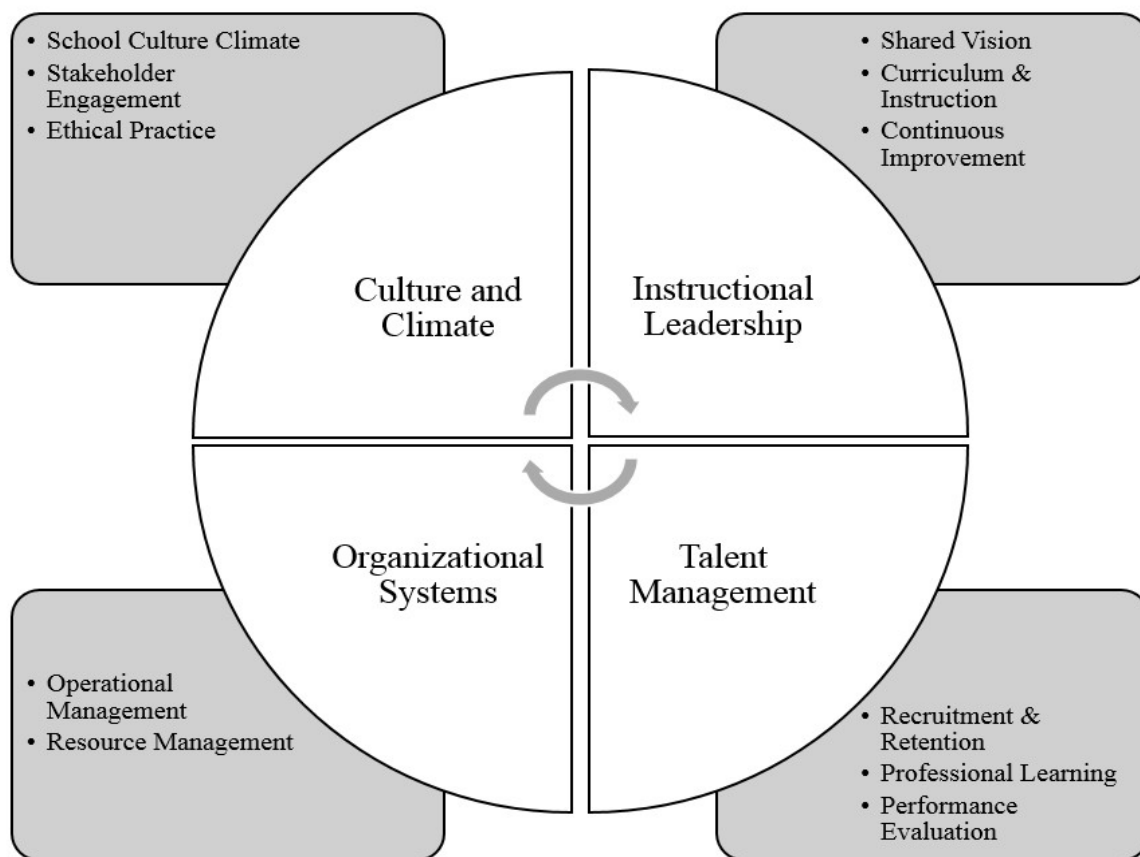 • School Culture Climate
• Stakeholder
Engagement
• Ethical Practice
• Shared Vision
• Curriculum &
Instruction
• Continuous
Improvement
Culture and
Climate
Instructional
Leadership
Organizational
Systems
Talent
Management
• Operational
Management
• Resource Management
• Recruitment &
Retention
• Professional Learning
• Performance
Evaluation